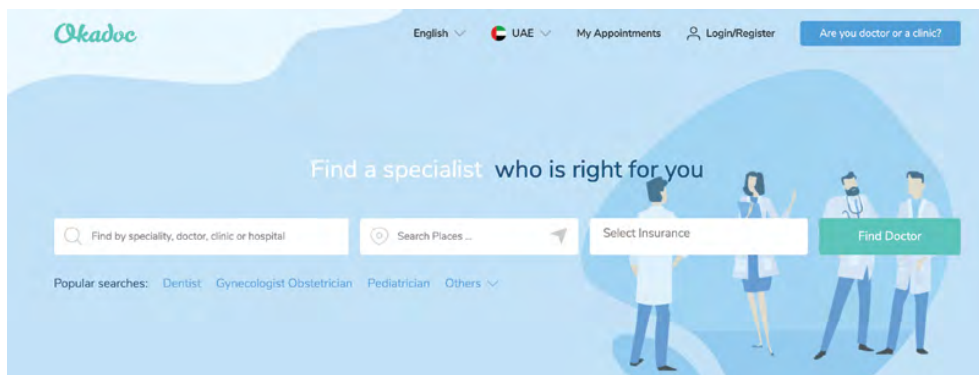 Okadoc
English
UAE
My Appointments
Login/Register
Are you doctor or a clinic?
Find a specialist who is right for you
Find by speciality, doctor, clinic or hospital
Search Places ...
Select Insurance
Find Doctor
Popular searches: Dentist Gynecologist Obstetrician Pediatrician Others